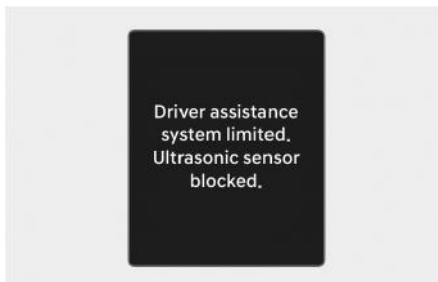 Driver assistance
system limited.
Ultrasonic sensor
blocked.